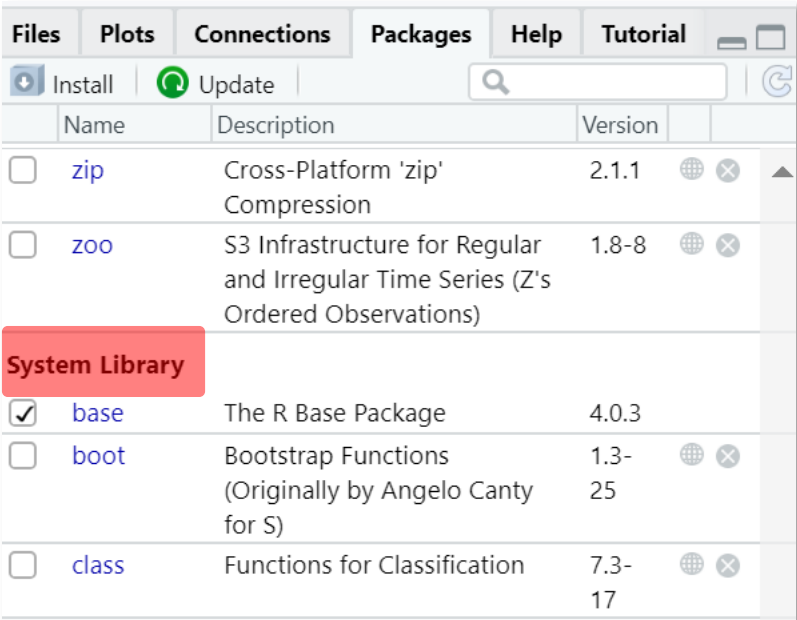 Files Plots Connections Packages Help Tutorial
Install Update
Name Description Version
zip Cross-Platform 'zip' 2.1.1
Compression
zoo S3 Infrastructure for Regular 1.8-8
and Irregular Time Series (Z's
Ordered Observations)
System Library
base The R Base Package 4.0.3
boot Bootstrap Functions 1.3-
(Originally by Angelo Canty 25
for S)
class Functions for Classification 7.3-
17